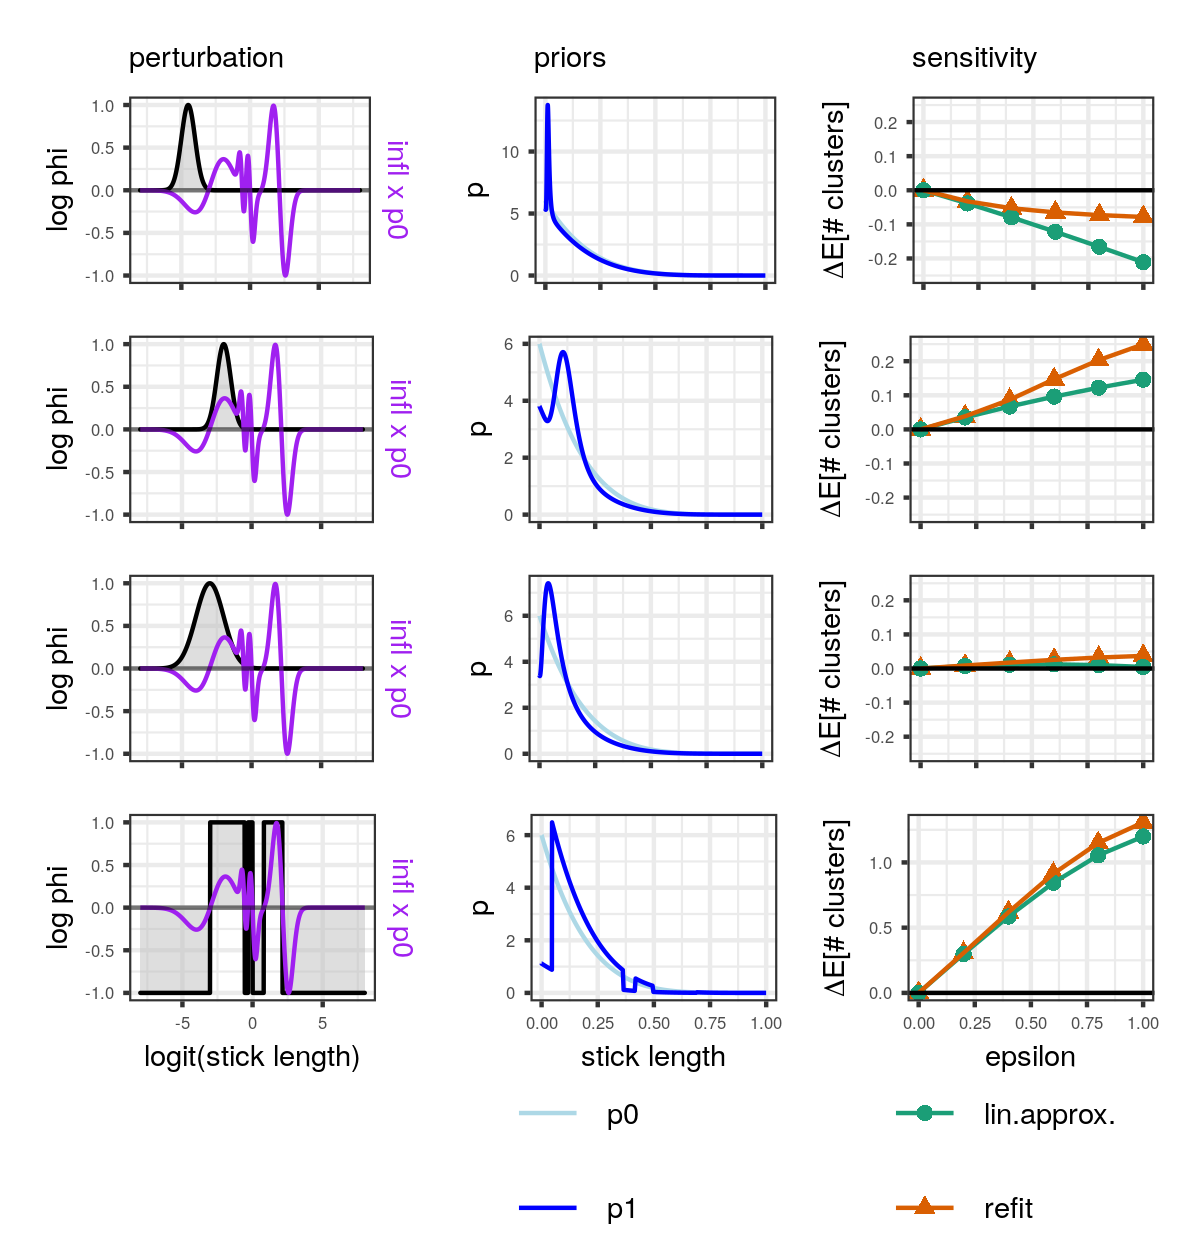 perturbation
priors
sensitivity
log phi
1.0
0.5
0.0
-0.5
-1.0
infl x p0
p
10
5
0
ΔE[# clusters]
0.2
0.1
0.0
-0.1
-0.2
log phi
1.0
0.5
0.0
-0.5
-1.0
infl x p0
p
6
4
2
0
ΔE[# clusters]
0.2
0.1
0.0
-0.1
-0.2
log phi
1.0
0.5
0.0
-0.5
-1.0
infl x p0
p
6
4
2
0
ΔE[# clusters]
0.2
0.1
0.0
-0.1
-0.2
log phi
1.0
0.5
0.0
-0.5
-1.0
infl x p0
-5 0 5
logit(stick length)
p
6
4
2
0
0.00 0.25 0.50 0.75 1.00
stick length
ΔE[# clusters]
1.0
0.5
0.0
0.00 0.25 0.50 0.75 1.00
epsilon
p0
p1
lin.approx.
refit